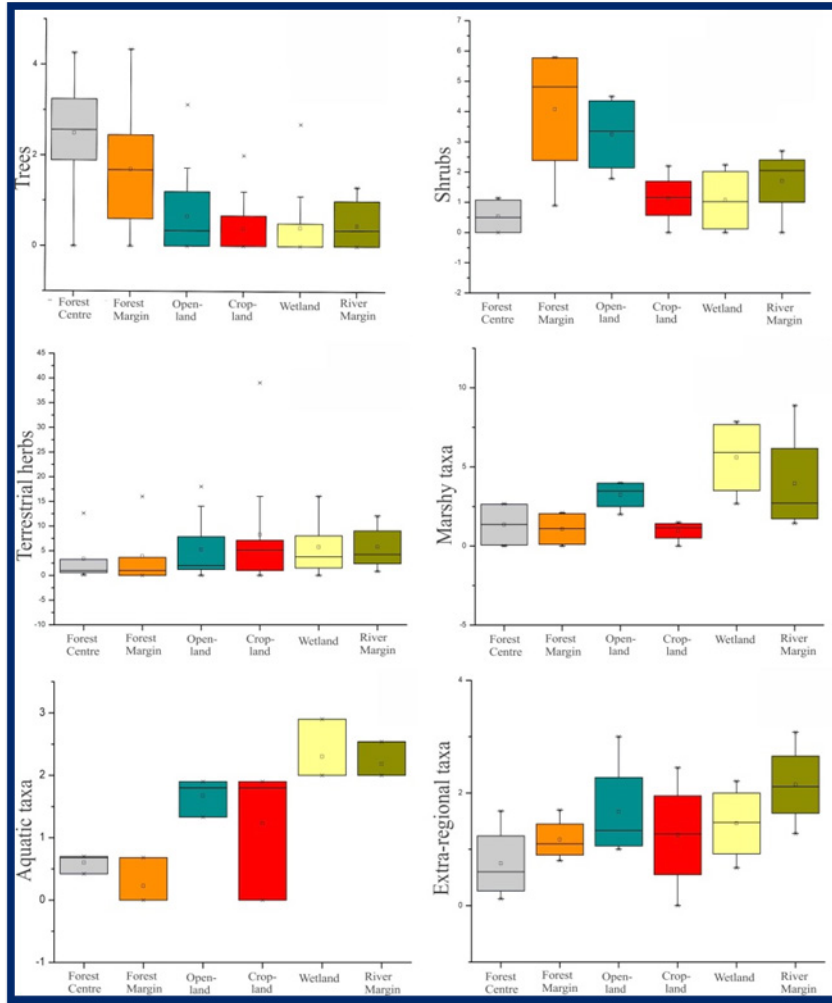 Trees
4
2
0
Forest Centre
Forest Margin
Open-land
Crop-land
Wetland
River Margin
Shrubs
7
6
5
4
3
2
1
0
-1
-2
Forest Centre
Forest Margin
Open-land
Crop-land
Wetland
River Margin
Terrestrial herbs
45
40
35
30
25
20
15
10
5
0
-5
-10
Forest Centre
Forest Margin
Open-land
Crop-land
Wetland
River Margin
Marshy taxa
10
5
0
-5
Forest Centre
Forest Margin
Open-land
Crop-land
Wetland
River Margin
Aquatic taxa
3
2
1
0
-1
Forest Centre
Forest Margin
Open-land
Crop-land
Wetland
River Margin
Extra-regional taxa
4
2
0
Forest Centre
Forest Margin
Open-land
Crop-land
Wetland
River Margin